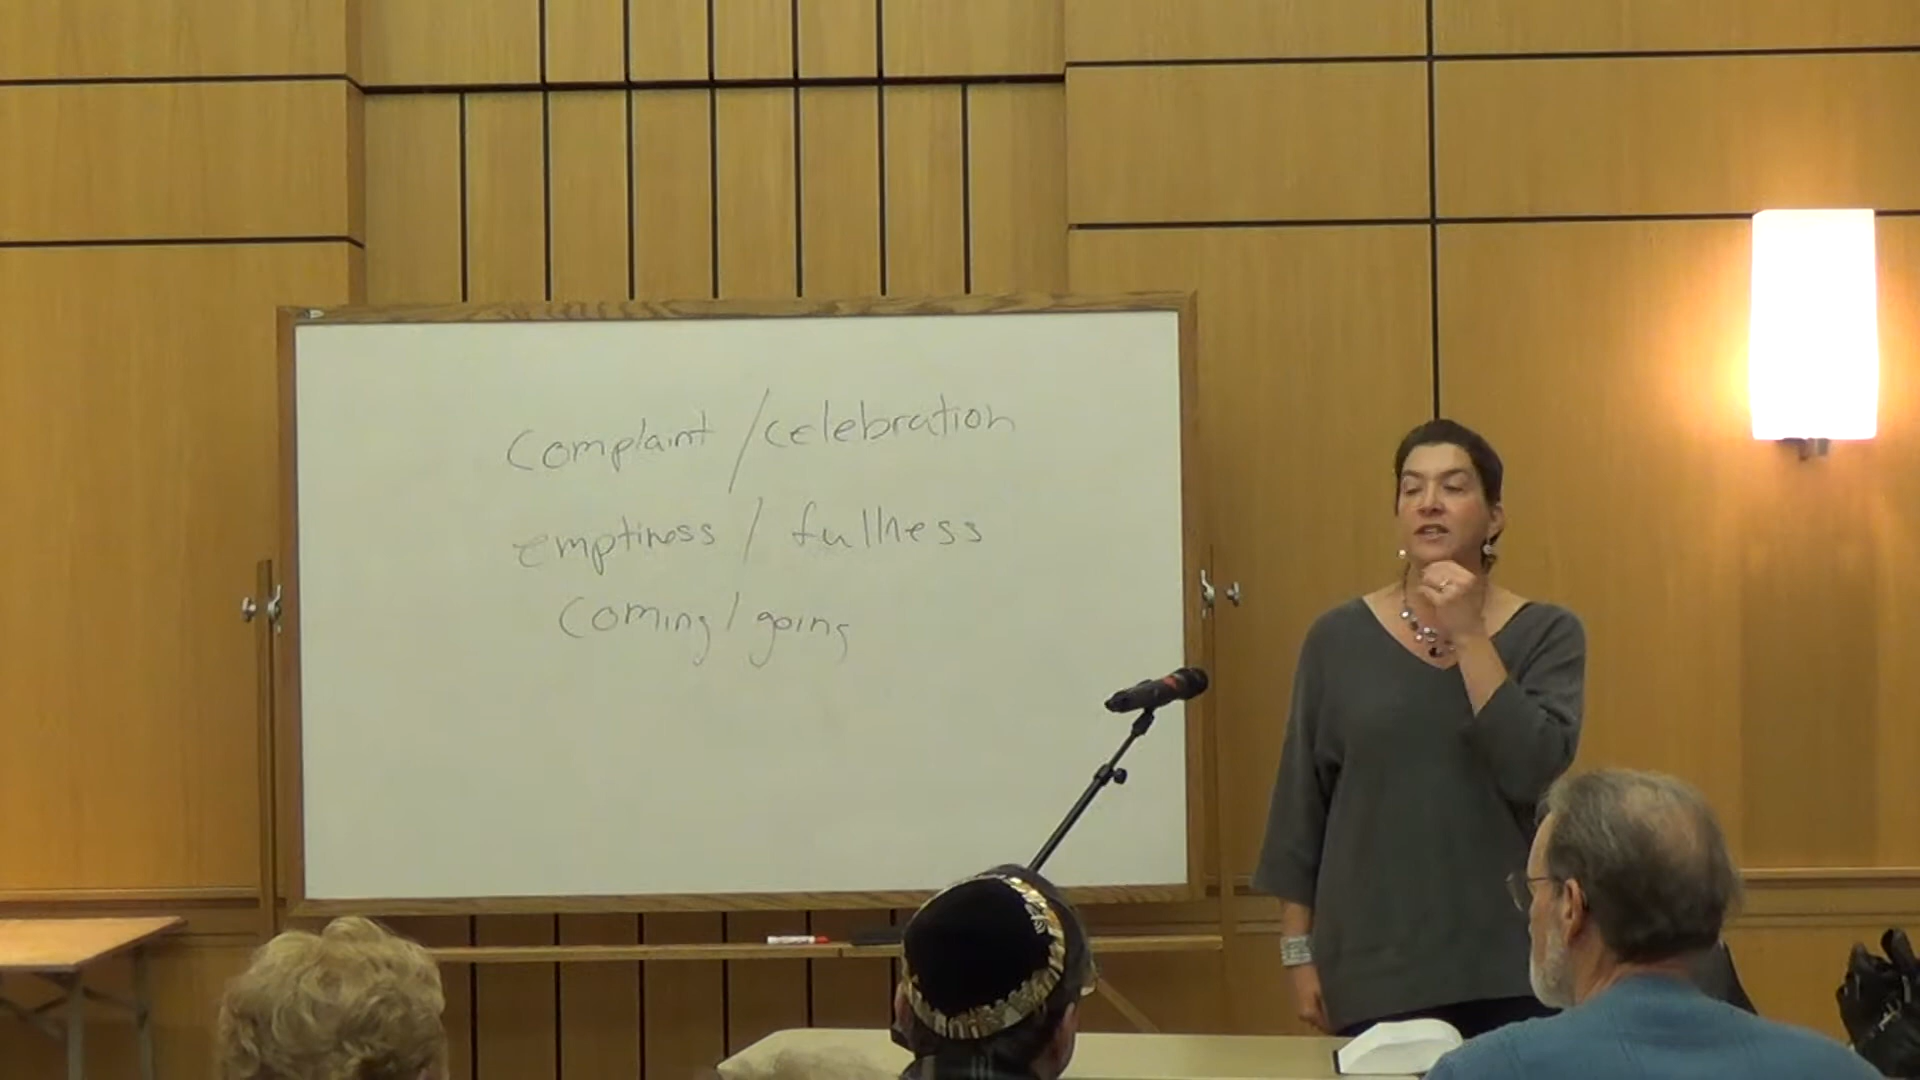 Complaint / celebration
emptiness / fullness
coming / going